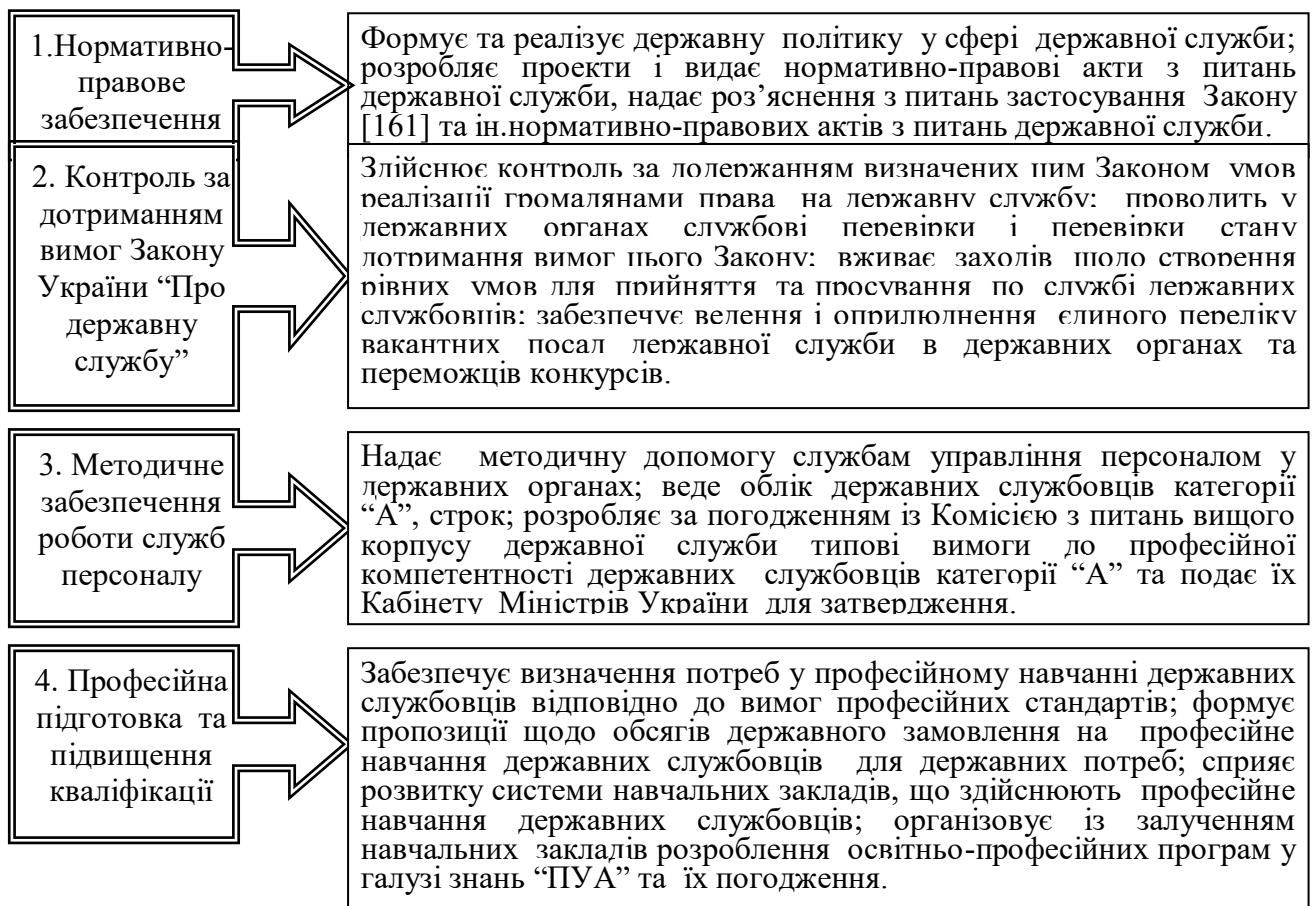 1.Нормативно-
правове
забезпечення
Формує та реалізує державну політику у сфері державної служби;
розробляє проекти і видає нормативно-правові акти з питань
державної служби, надає роз’яснення з питань застосування Закону
[161] та ін.нормативно-правових актів з питань державної служби.
2. Контроль за
дотриманням
вимог Закону
України “Про
державну
службу”
Здійснює контроль за додержанням визначених цим Законом умов
реалізації громадянами права на державну службу; проводить у
державних органах службові перевірки і перевірки стану
дотримання вимог цього Закону; вживає заходів щодо створення
рівних умов для прийняття та просування по службі державних
службовців; забезпечує ведення і оприлюднення єдиного переліку
вакантних посад державної служби в державних органах та
переможців конкурсів.
3. Методичне
забезпечення
роботи служб
персоналу
Надає методичну допомогу службам управління персоналом у
державних органах; веде облік державних службовців категорії
“А”, строк; розробляє за погодженням із Комісією з питань вищого
корпусу державної служби типові вимоги до професійної
компетентності державних службовців категорії “А” та подає їх
Кабінету Міністрів України для затвердження.
4. Професійна
підготовка та
підвищення
кваліфікації
Забезпечує визначення потреб у професійному навчанні державних
службовців відповідно до вимог професійних стандартів; формує
пропозиції щодо обсягів державного замовлення на професійне
навчання державних службовців для державних потреб; сприяє
розвитку системи навчальних закладів, що здійснюють професійне
навчання державних службовців; організовує із залученням
навчальних закладів розроблення освітньо-професійних програм у
галузі знань “ПУА” та їх погодження.